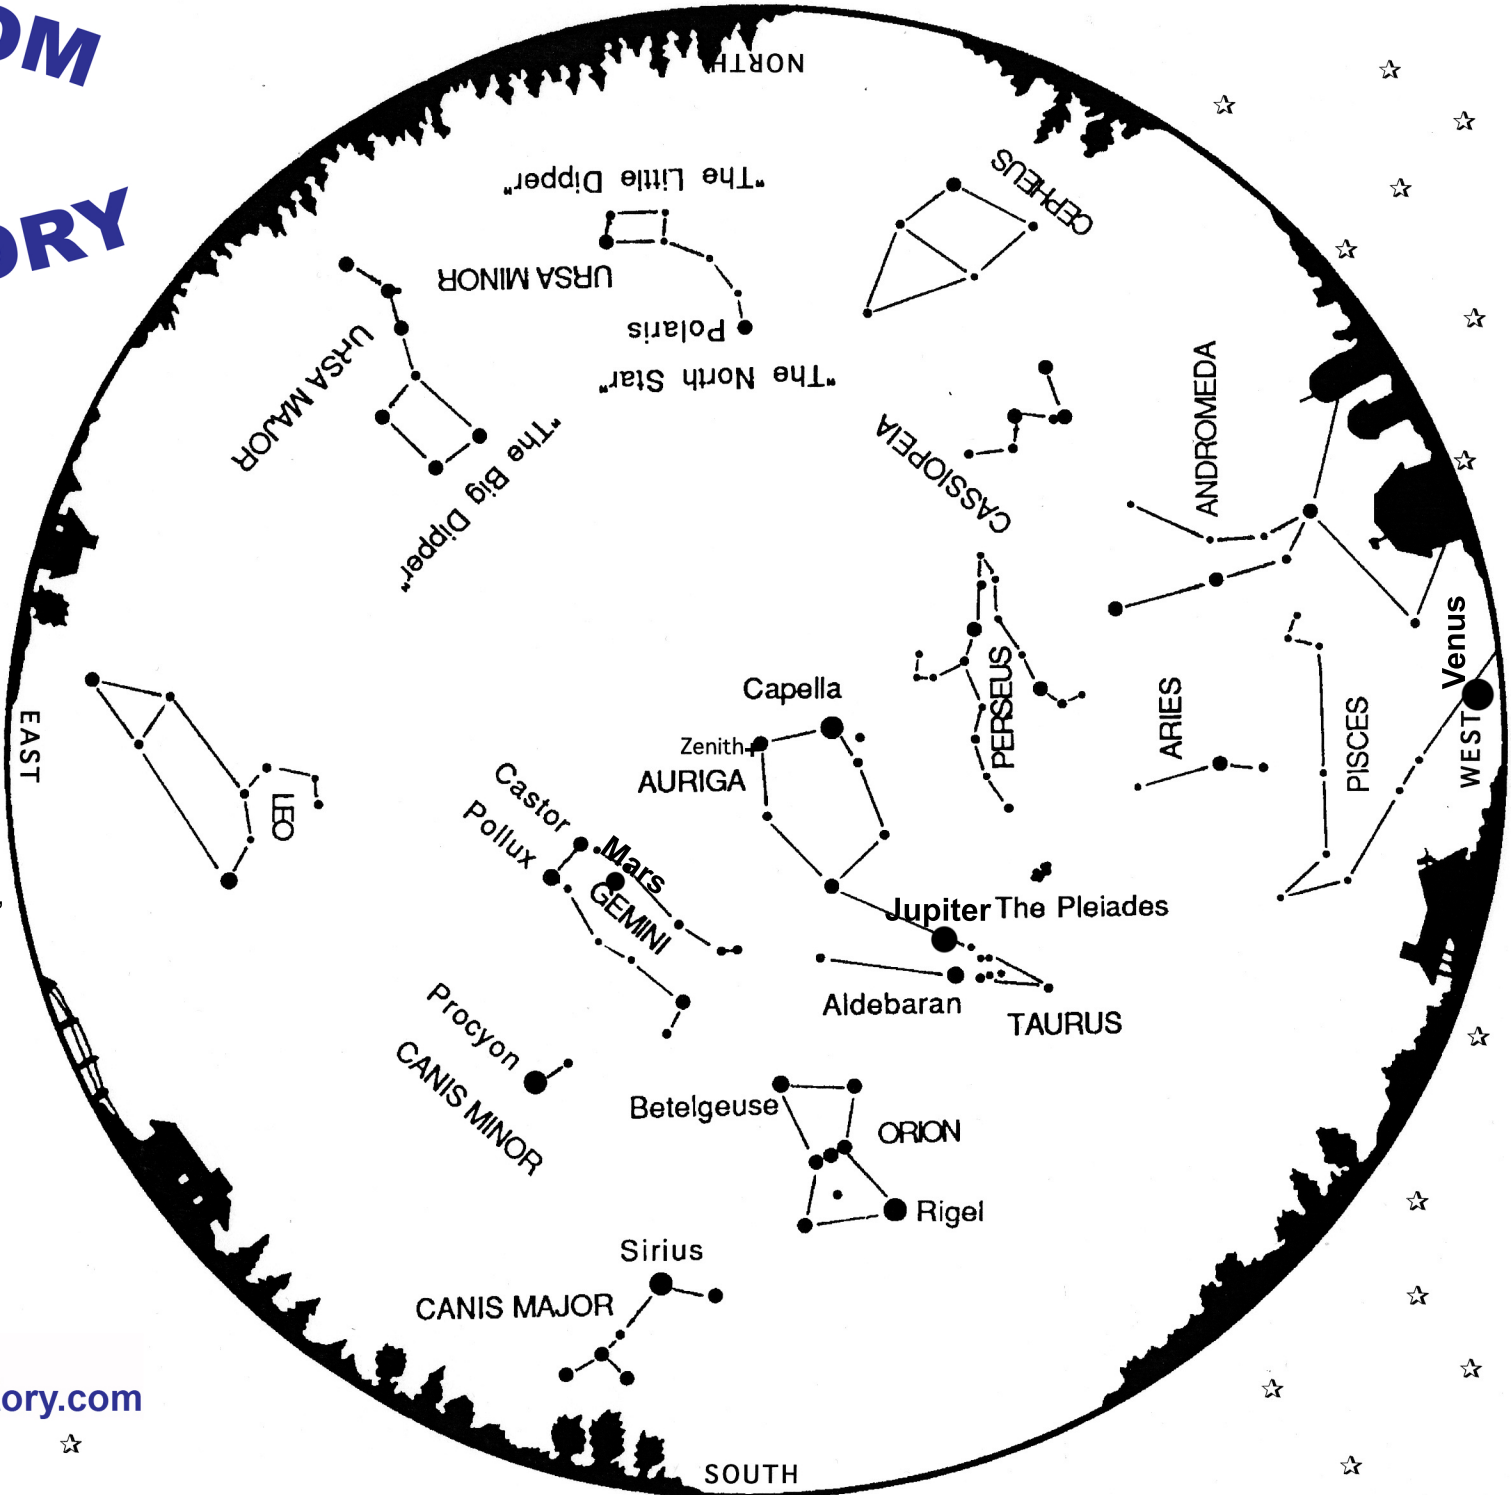 OM
ORY
NORTH
"The Little Dipper"
URSA MINOR
Polaris
"The North Star"
CEPHEUS
URSA MAJOR
"The Big Dipper"
CASSIOPEIA
ANDROMEDA
PERSEUS
ARIES
PISCES
Venus
WEST
EAST
LEO
Capella
Zenith
AURIGA
Castor
Pollux
Mars
GEMINI
Jupiter
The Pleiades
Aldebaran
TAURUS
Procyon
CANIS MINOR
Betelgeuse
ORION
Rigel
Sirius
CANIS MAJOR
SOUTH
ory.com